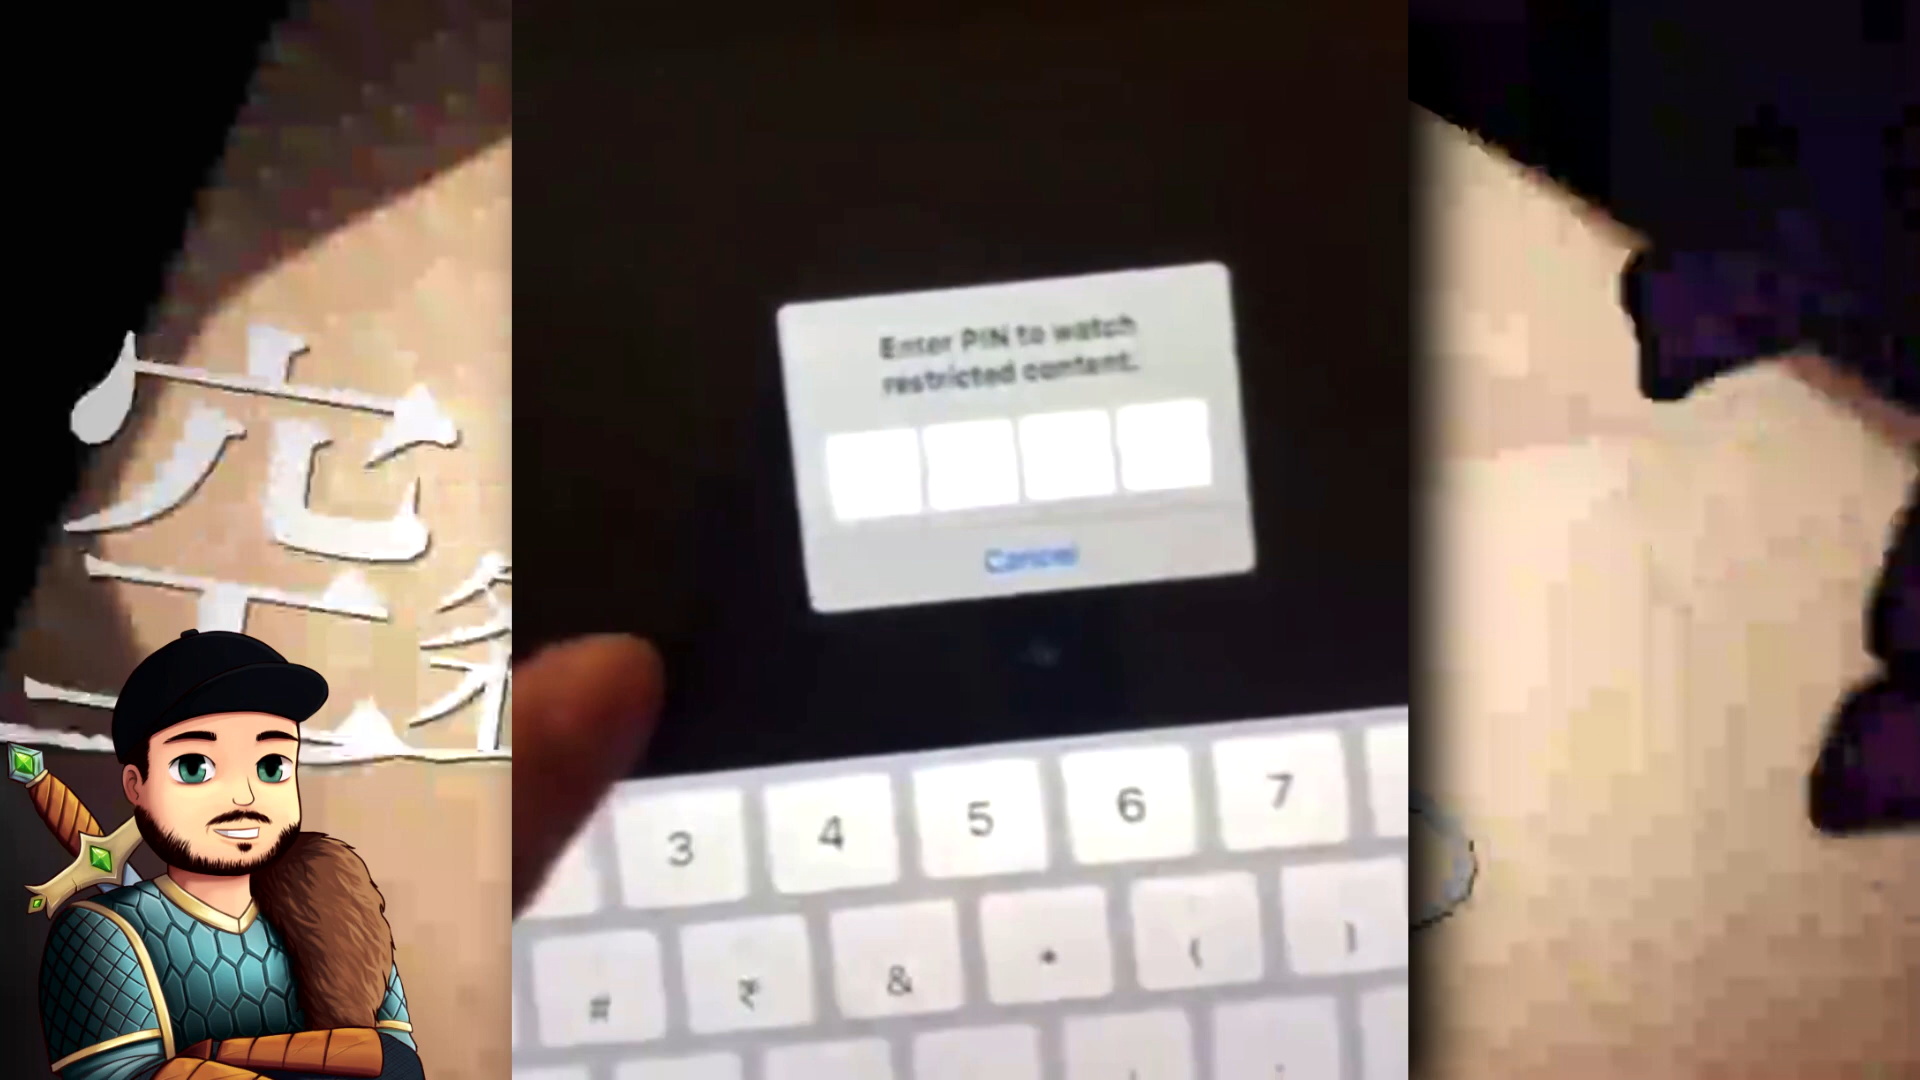 Enter PIN to watch
restricted content.
Cancel
3 4 5 6 7
# ₹ & * ( )